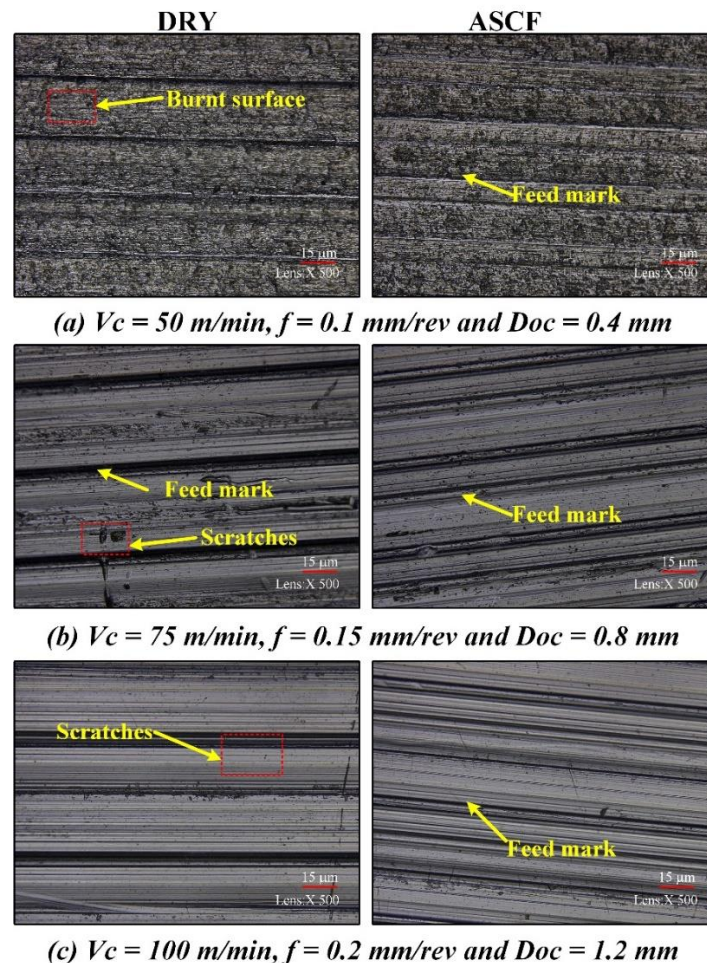 DRY ASCF
Burnt surface
15 μm
Lens:X 500
Feed mark
15 μm
Lens:X 500
(a) Vc = 50 m/min, f = 0.1 mm/rev and Doc = 0.4 mm
Feed mark
Scratches
15 μm
Lens:X 500
Feed mark
15 μm
Lens:X 500
(b) Vc = 75 m/min, f = 0.15 mm/rev and Doc = 0.8 mm
Scratches
15 μm
Lens:X 500
Feed mark
15 μm
Lens:X 500
(c) Vc = 100 m/min, f = 0.2 mm/rev and Doc = 1.2 mm